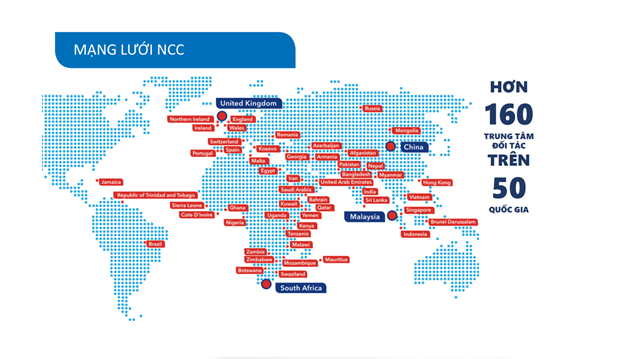 MẠNG LƯỚI NCC
HƠN
160
TRUNG TÂM
ĐỐI TÁC
TRÊN
50
QUỐC GIA
United Kingdom
Northern Ireland
England
Ireland
Wales
Russia
Romania
Mongolia
Switzerland
Spain
Portugal
Kosovo
Azerbaijan
China
Malta
Georgia
Armenia
Afganistan
Egypt
Pakistan
Nepal
Iran
Bangladesh
Myanmar
Jamaica
United Arab Emirates
Hong Kong
Republic of Trinidad and Tobago
Saudi Arabia
India
Vietnam
Sierra Leone
Ghana
Kuwait
Bahrain
Sri Lanka
Qatar
Singapore
Cote D'Ivoire
Uganda
Yemen
Malaysia
Nigeria
Kenya
Brunei Darussalam
Tanzania
Indonesia
Brazil
Malawi
Zambia
Zimbabwe
Mozambique
Mauritius
Botswana
Swaziland
South Africa